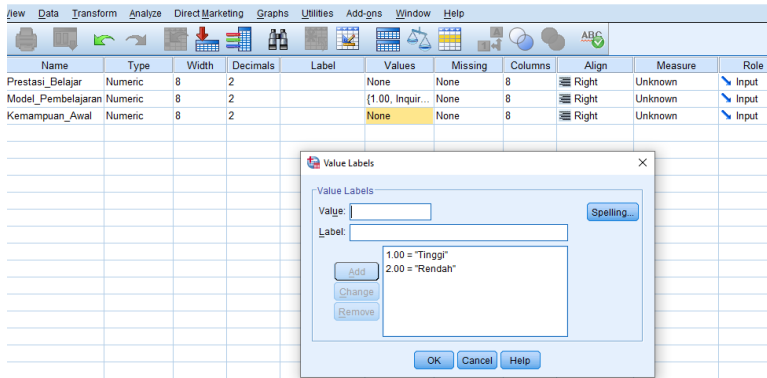 View Data Transform Analyze Direct Marketing Graphs Utilities Add-ons Window Help
A
ABC
Name Type Width Decimals Label Values Missing Columns Align Measure Role
Prestasi_Belajar Numeric 8 2 None None 8 Right Unknown Input
Model_Pembelajaran Numeric 8 2 {1.00, Inquir... None 8 Right Unknown Input
Kemampuan_Awal Numeric 8 2 None None 8 Right Unknown Input
Value Labels
Value Labels
Value:
Spelling...
Label:
1.00 = "Tinggi"
2.00 = "Rendah"
Add
Change
Remove
OK Cancel Help